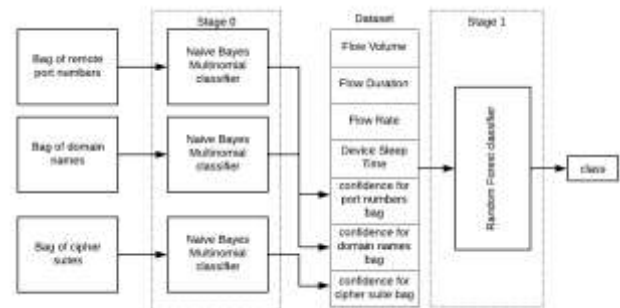 Stage 0
Dataset
Stage 1
Bag of remote
port numbers
Naive Bayes
Multinomial
classifier
Bag of domain
names
Naive Bayes
Multinomial
classifier
Bag of cipher
suites
Naive Bayes
Multinomial
classifier
Flow Volume
Flow Duration
Flow Rate
Device Sleep
Time
confidence for
port numbers
bag
confidence for
domain names
bag
confidence for
cipher suite bag
Random Forest classifier
class